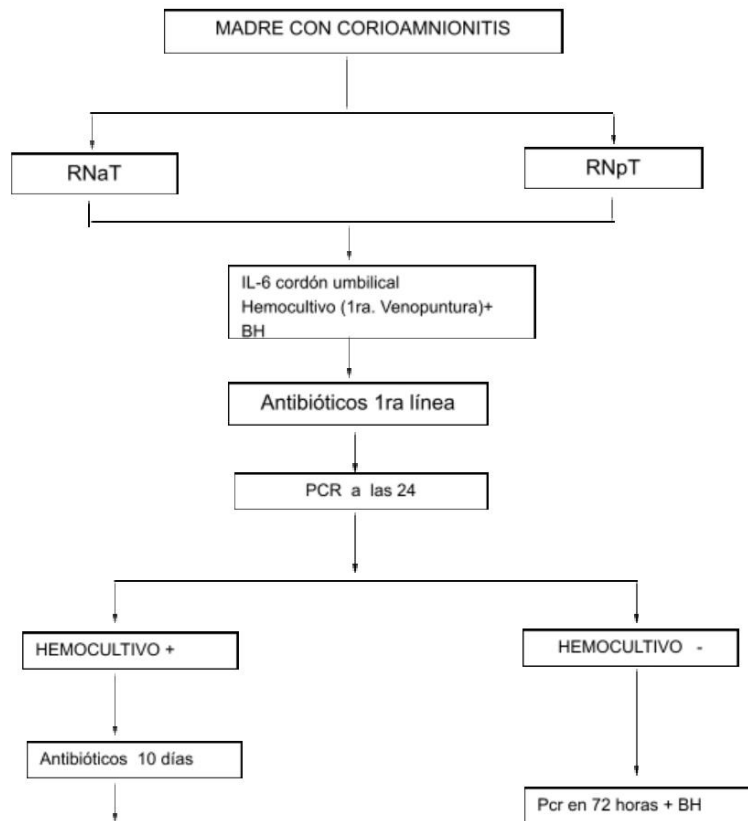 MADRE CON CORIOAMNIONITIS
RNaT
RNpT
IL-6 cordón umbilical
Hemocultivo (1ra. Venopuntura)+
BH
Antibióticos 1ra línea
PCR a las 24
HEMOCULTIVO +
HEMOCULTIVO -
Antibióticos 10 días
Pcr en 72 horas + BH